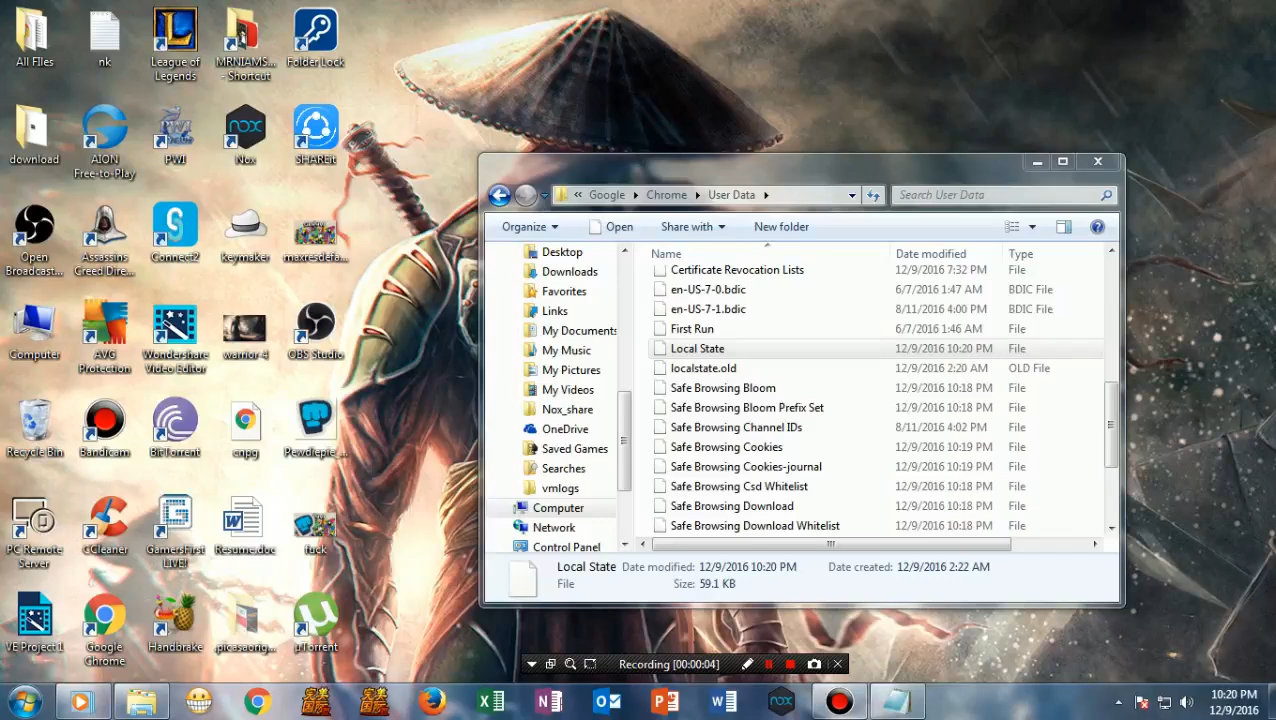 All FIles
nk
League of
Legends
MRNIAMS...
- Shortcut
Folder Lock
download
AION
Free-to-Play
PWI
Nox
SHAREit
Open
Broadcast...
Assassins
Creed Dire...
Connect2
keymaker
maxresdefa...
Computer
AVG
Protection
Wondershare
Video Editor
warrior-4
OBS Studio
Recycle Bin
Bandicam
BitTorrent
cnpg
Pewdiepie_...
PC Remote
Server
CCleaner
GamersFirst
LIVE!
Resume.doc
fuck
VE Project1
Google
Chrome
Handbrake
picasaorig...
µTorrent
« Google Chrome User Data
Search User Data
Organize
Open
Share with
New folder
Desktop
Downloads
Favorites
Links
My Documents
My Music
My Pictures
My Videos
Nox_share
OneDrive
Saved Games
Searches
vmlogs
Computer
Network
Control Panel
Name Date modified Type
Certificate Revocation Lists 12/9/2016 7:32 PM File
en-US-7-0.bdic 6/7/2016 1:47 AM BDIC File
en-US-7-1.bdic 8/11/2016 4:00 PM BDIC File
First Run 6/7/2016 1:46 AM File
Local State 12/9/2016 10:20 PM File
localstate.old 12/9/2016 2:20 AM OLD File
Safe Browsing Bloom 12/9/2016 10:18 PM File
Safe Browsing Bloom Prefix Set 12/9/2016 10:18 PM File
Safe Browsing Channel IDs 8/11/2016 4:02 PM File
Safe Browsing Cookies 12/9/2016 10:19 PM File
Safe Browsing Cookies-journal 12/9/2016 10:19 PM File
Safe Browsing Csd Whitelist 12/9/2016 10:18 PM File
Safe Browsing Download 12/9/2016 10:18 PM File
Safe Browsing Download Whitelist 12/9/2016 10:18 PM File
Local State Date modified: 12/9/2016 10:20 PM Date created: 12/9/2016 2:22 AM
File Size: 59.1 KB
Recording [00:00:04]
10:20 PM
12/9/2016